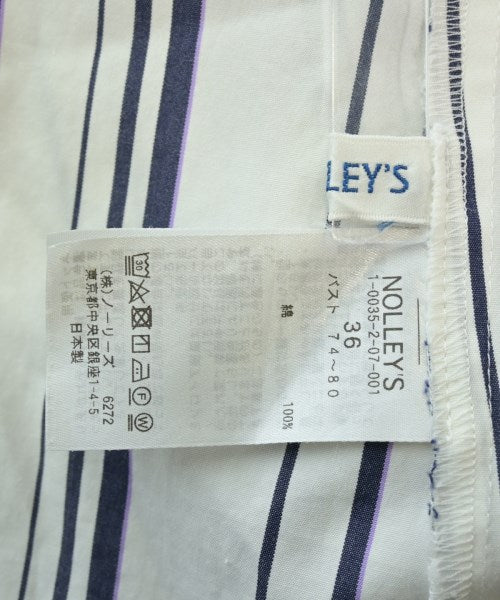 LEY'S
NOLLEY'S
1-0035-2-07-001
36
バスト 74～80
綿 100%
30
P
F
W
(株)ノーリーズ 6272
東京都中央区銀座1-4-5
日本製